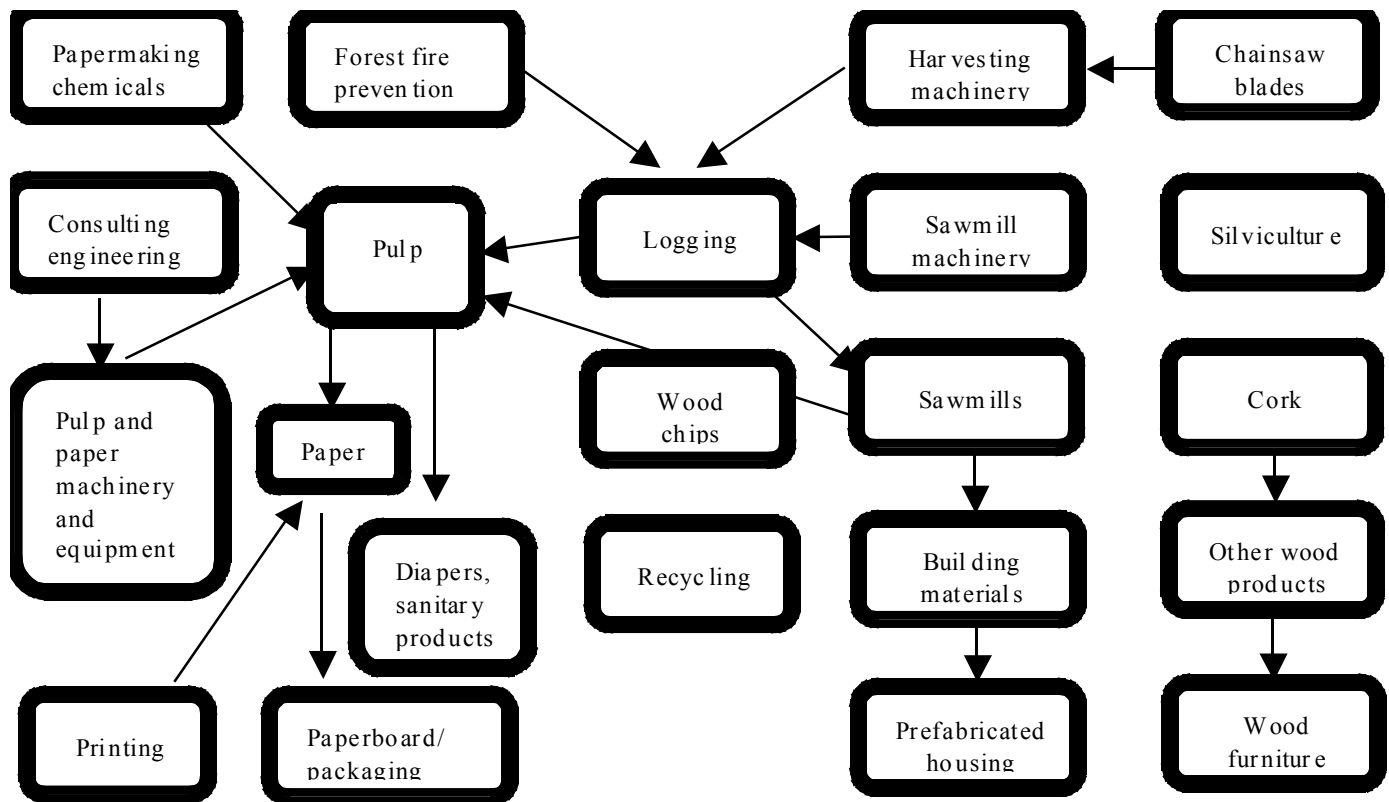 Papermaking
chemicals
Forest fire
prevention
Harvesting
machinery
Chainsaw
blades
Consulting
engineering
Pulp
Logging
Sawmill
machinery
Silviculture
Pulp and
paper
machinery
and
equipment
Paper
Wood
chips
Sawmills
Cork
Diapers,
sanitary
products
Recycling
Building
materials
Other wood
products
Printing
Paperboard/
packaging
Prefabricated
housing
Wood
furniture